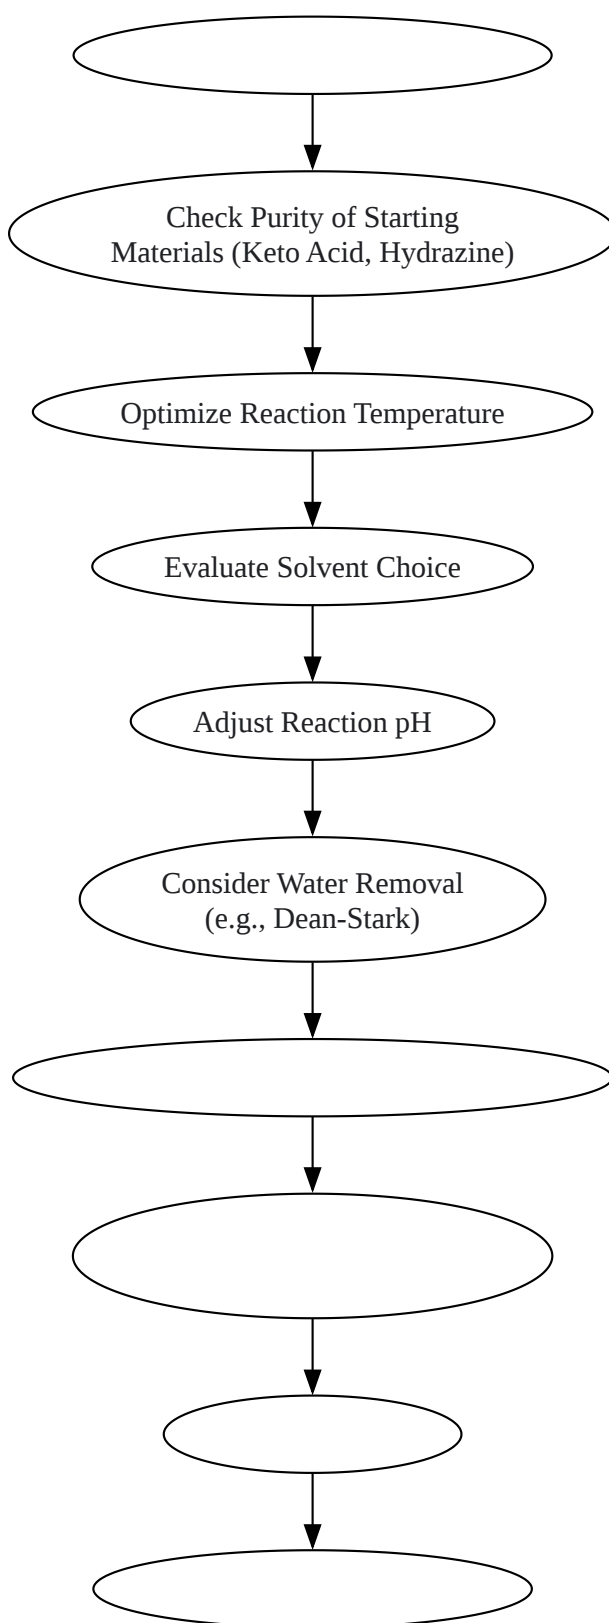 Check Purity of Starting
Materials (Keto Acid, Hydrazine)
Optimize Reaction Temperature
Evaluate Solvent Choice
Adjust Reaction pH
Consider Water Removal
(e.g., Dean-Stark)